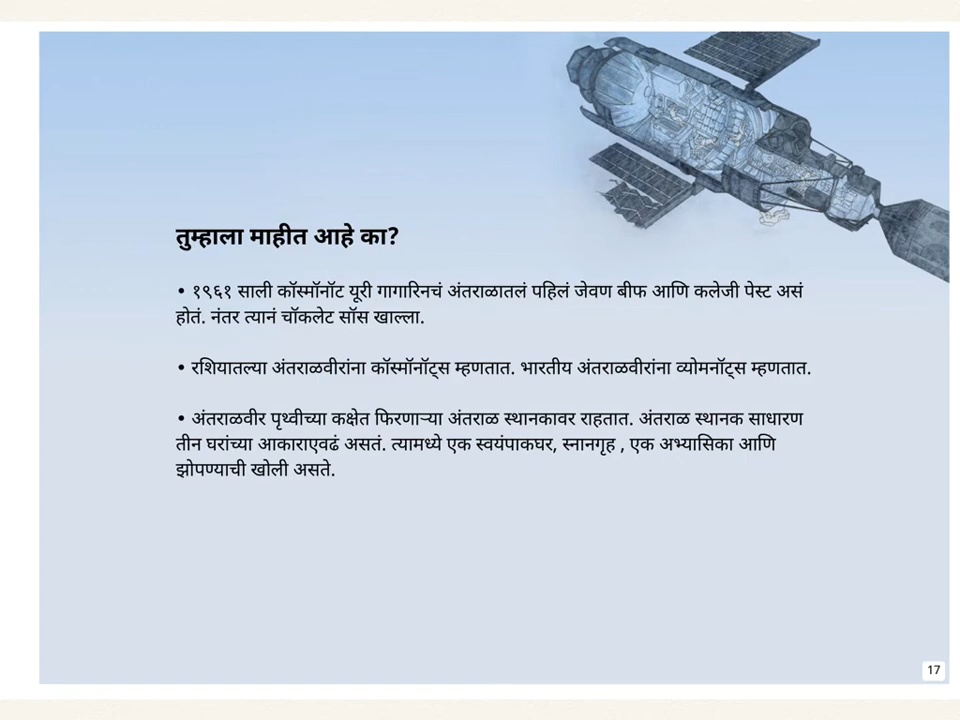 तुम्हाला माहीत आहे का?
• १९६१ साली कॉस्मॉनॉट यूरी गागारिनचं अंतराळातलं पहिलं जेवण बीफ आणि कलेजी पेस्ट असं
होतं. नंतर त्यानं चॉकलेट सॉस खाल्ला.
• रशियातल्या अंतराळवीरांना कॉस्मॉनॉट्स म्हणतात. भारतीय अंतराळवीरांना व्योमनॉट्स म्हणतात.
• अंतराळवीर पृथ्वीच्या कक्षेत फिरणाऱ्या अंतराळ स्थानकावर राहतात. अंतराळ स्थानक साधारण
तीन घरांच्या आकाराएवढं असतं. त्यामध्ये एक स्वयंपाकघर, स्नानगृह , एक अभ्यासिका आणि
झोपण्याची खोली असते.
17